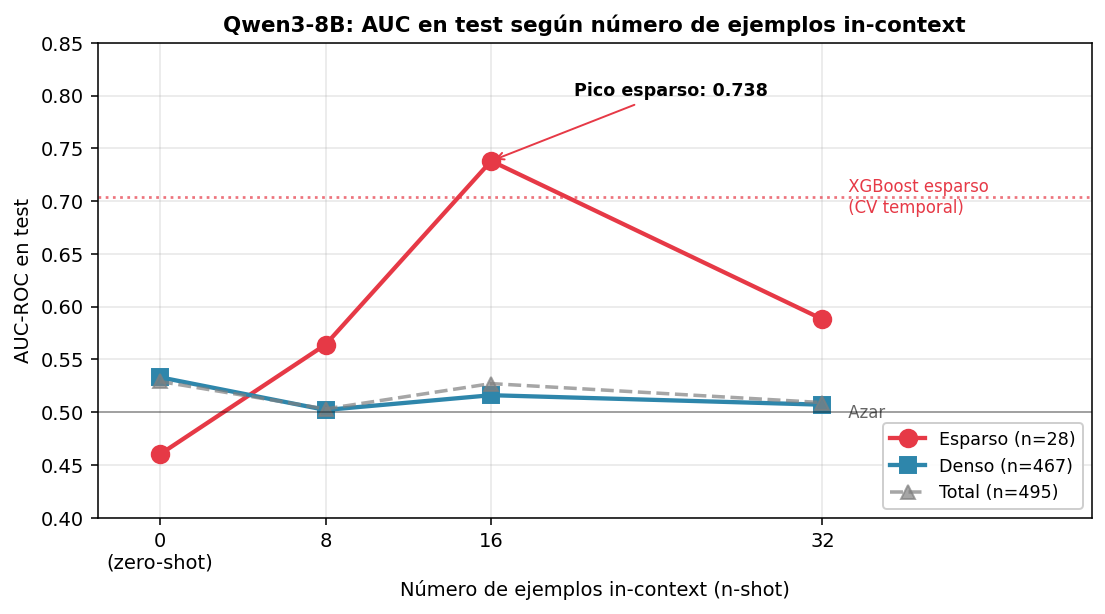 Qwen3-8B: AUC en test según número de ejemplos in-context
0.85
0.80
0.75
0.70
0.65
0.60
0.55
0.50
0.45
0.40
AUC-ROC en test
Pico esparso: 0.738
XGBoost esparso
(CV temporal)
Azar
Esparso (n=28)
Denso (n=467)
Total (n=495)
0
(zero-shot)
8
16
32
Número de ejemplos in-context (n-shot)